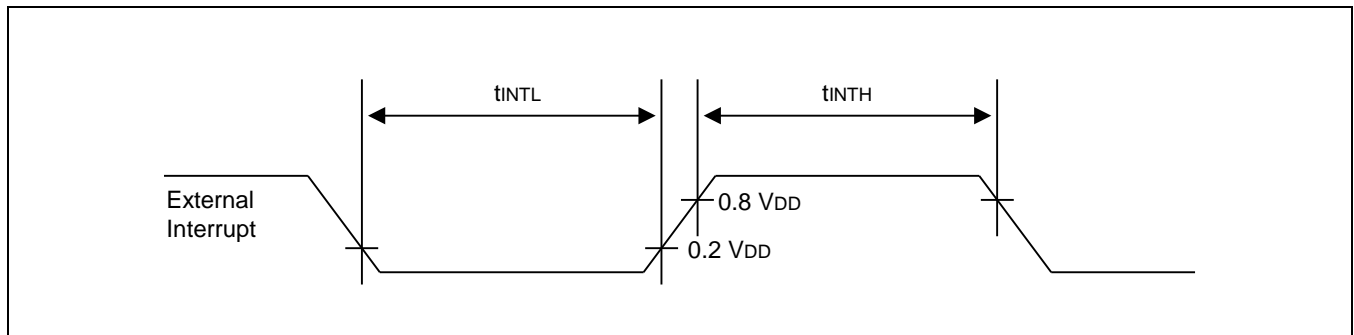 tINTL
tINTH
External
Interrupt
0.8 VDD
0.2 VDD